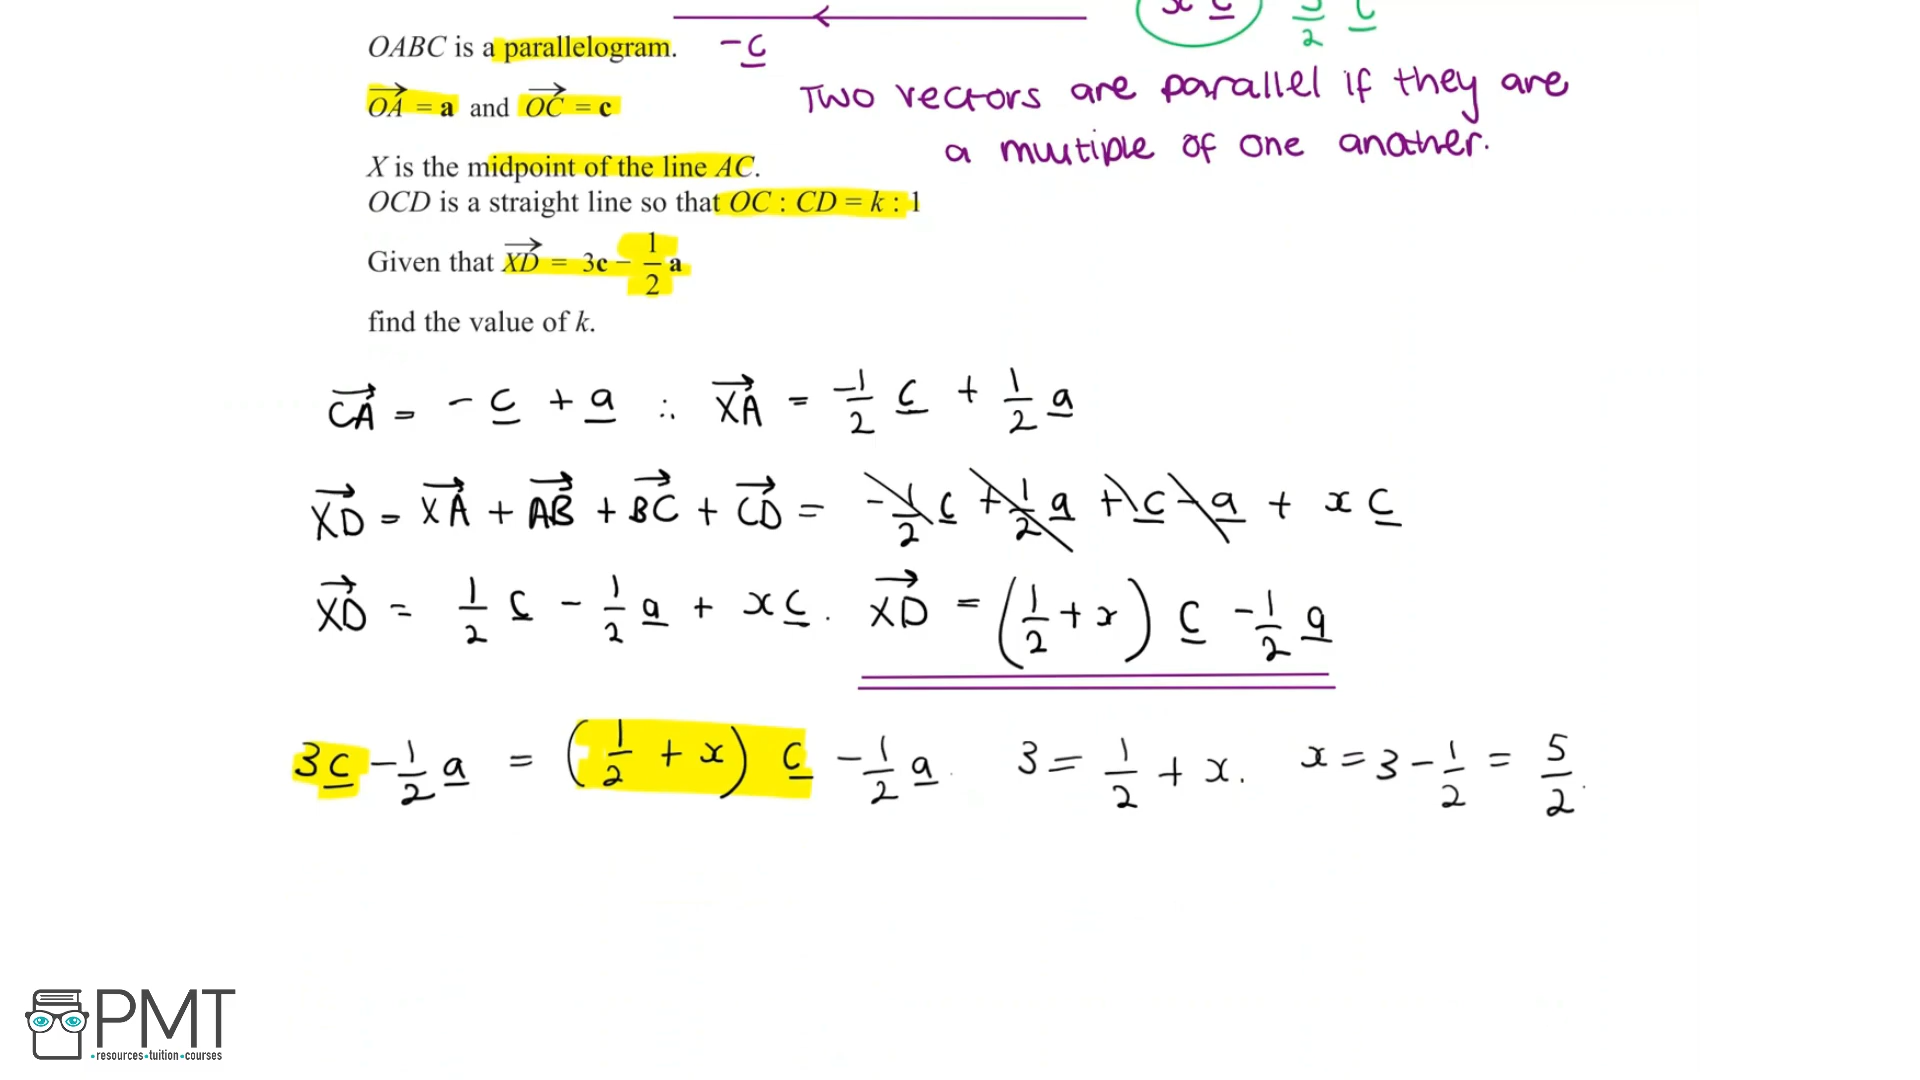 x c 5/2 c
OABC is a parallelogram. -c
→OA = a and →OC = c
Two vectors are parallel if they are
a multiple of one another.
X is the midpoint of the line AC.
OCD is a straight line so that OC : CD = k : 1
Given that →XD = 3c − 1/2 a
find the value of k.
→CA = - c + a ∴ →XA = -1/2 c + 1/2 a
→XD = →XA + →AB + →BC + →CD = -1/2 c + 1/2 a + c - a + x c
→XD = 1/2 c - 1/2 a + x c. →XD = (1/2 + x) c - 1/2 a
3c - 1/2 a = (1/2 + x) c - 1/2 a 3 = 1/2 + x. x = 3 - 1/2 = 5/2.
PMT
•resources•tuition•courses